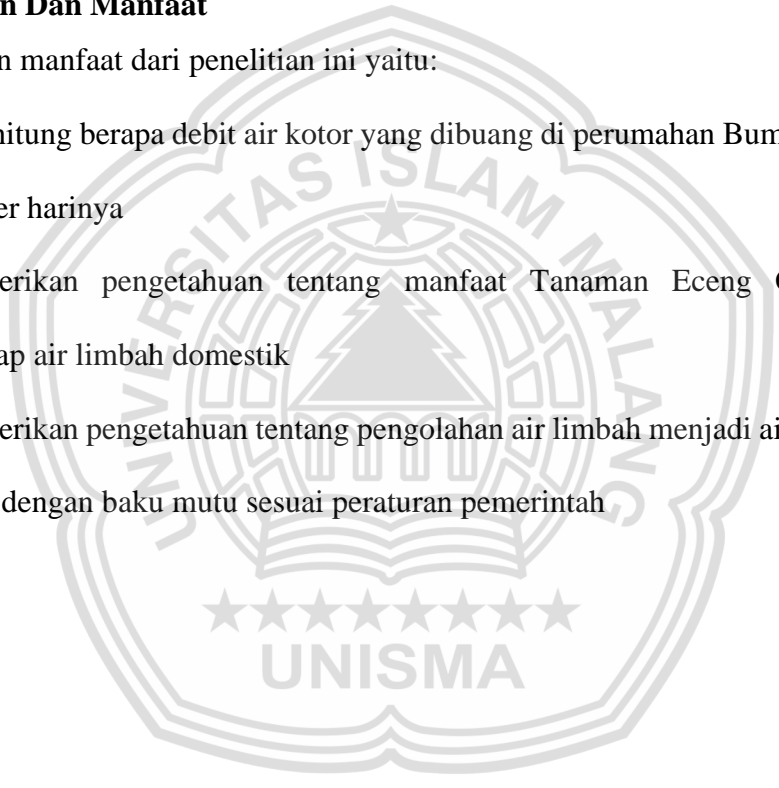 n Dan Manfaat
n manfaat dari penelitian ini yaitu:
hitung berapa debit air kotor yang dibuang di perumahan Bum
er harinya
erikan pengetahuan tentang manfaat Tanaman Eceng
ap air limbah domestik
erikan pengetahuan tentang pengolahan air limbah menjadi ai
dengan baku mutu sesuai peraturan pemerintah
UNIVERSITAS ISLAM MALANG
UNISMA